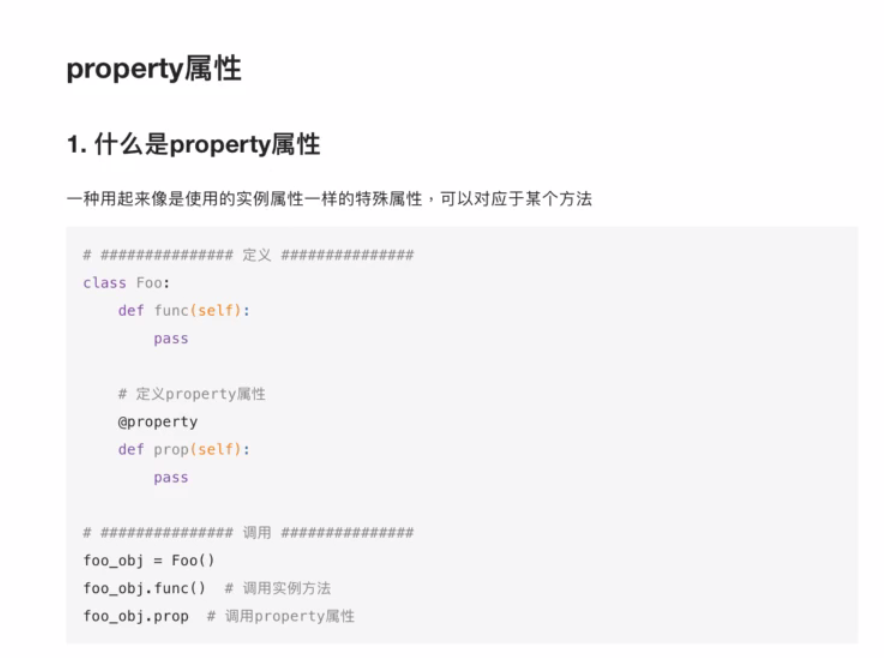 property属性
1. 什么是property属性
一种用起来像是使用的实例属性一样的特殊属性，可以对应于某个方法
# ############### 定义 ###############
class Foo:
    def func(self):
        pass

    # 定义property属性
    @property
    def prop(self):
        pass

# ############### 调用 ###############
foo_obj = Foo()
foo_obj.func()  # 调用实例方法
foo_obj.prop  # 调用property属性